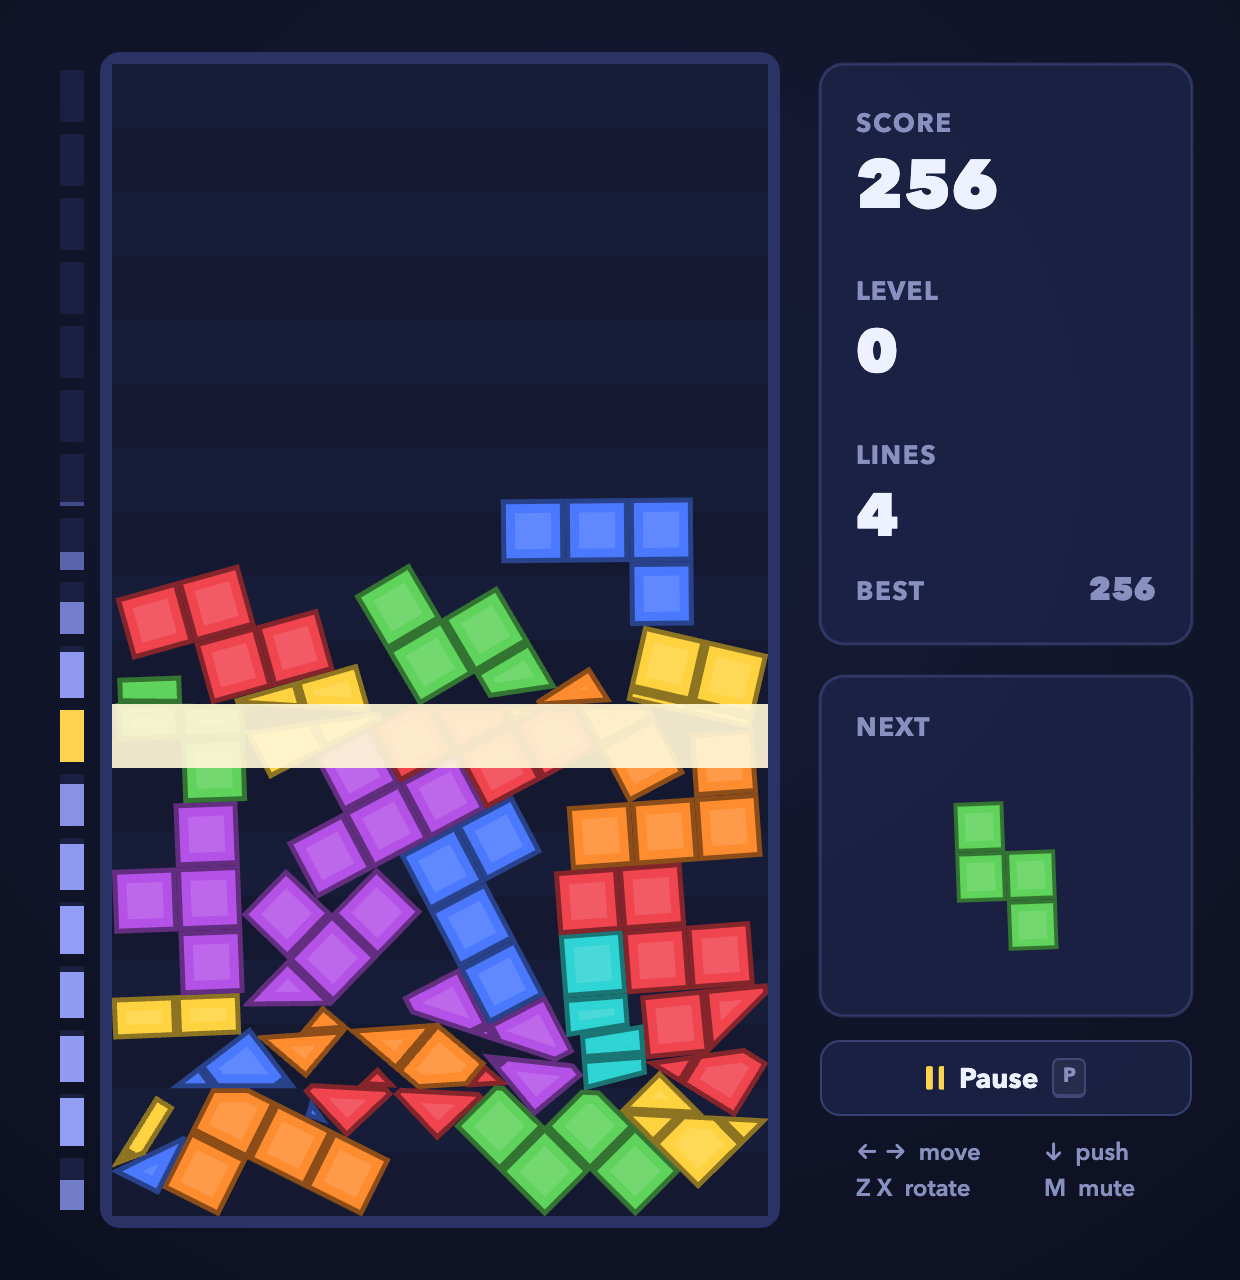 SCORE
256
LEVEL
0
LINES
4
BEST 256
NEXT
Pause P
← → move ↓ push
Z X rotate M mute